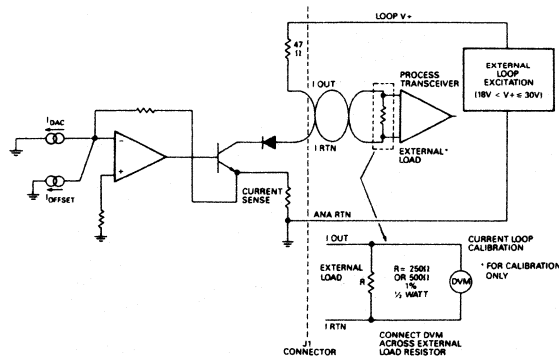 LOOP V+
47
Ω
I OUT
I RTN
PROCESS
TRANSCEIVER
EXTERNAL
LOOP
EXCITATION
(18V < V+ ≤ 30V)
EXTERNAL*
LOAD
IDAC
IOFFSET
-
+
CURRENT
SENSE
ANA RTN
I OUT
EXTERNAL
LOAD
R
R = 250Ω
OR 500Ω
1%
½ WATT
DVM
CURRENT LOOP
CALIBRATION
* FOR CALIBRATION
ONLY
I RTN
J1
CONNECTOR
CONNECT DVM
ACROSS EXTERNAL
LOAD RESISTOR